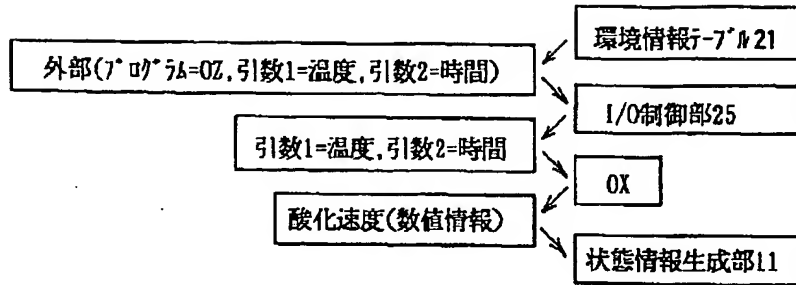 環境情報ﾃｰﾌﾞﾙ21
外部(ﾌﾟﾛｸﾞﾗﾑ=OZ,引数1=温度,引数2=時間)
I/O制御部25
引数1=温度,引数2=時間
OX
酸化速度(数値情報)
状態情報生成部11